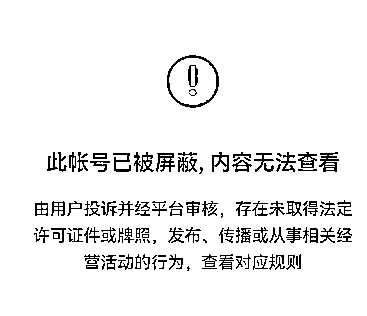 此帐号已被屏蔽, 内容无法查看
由用户投诉并经平台审核，存在未取得法定
许可证件或牌照，发布、传播或从事相关经
营活动的行为，查看对应规则